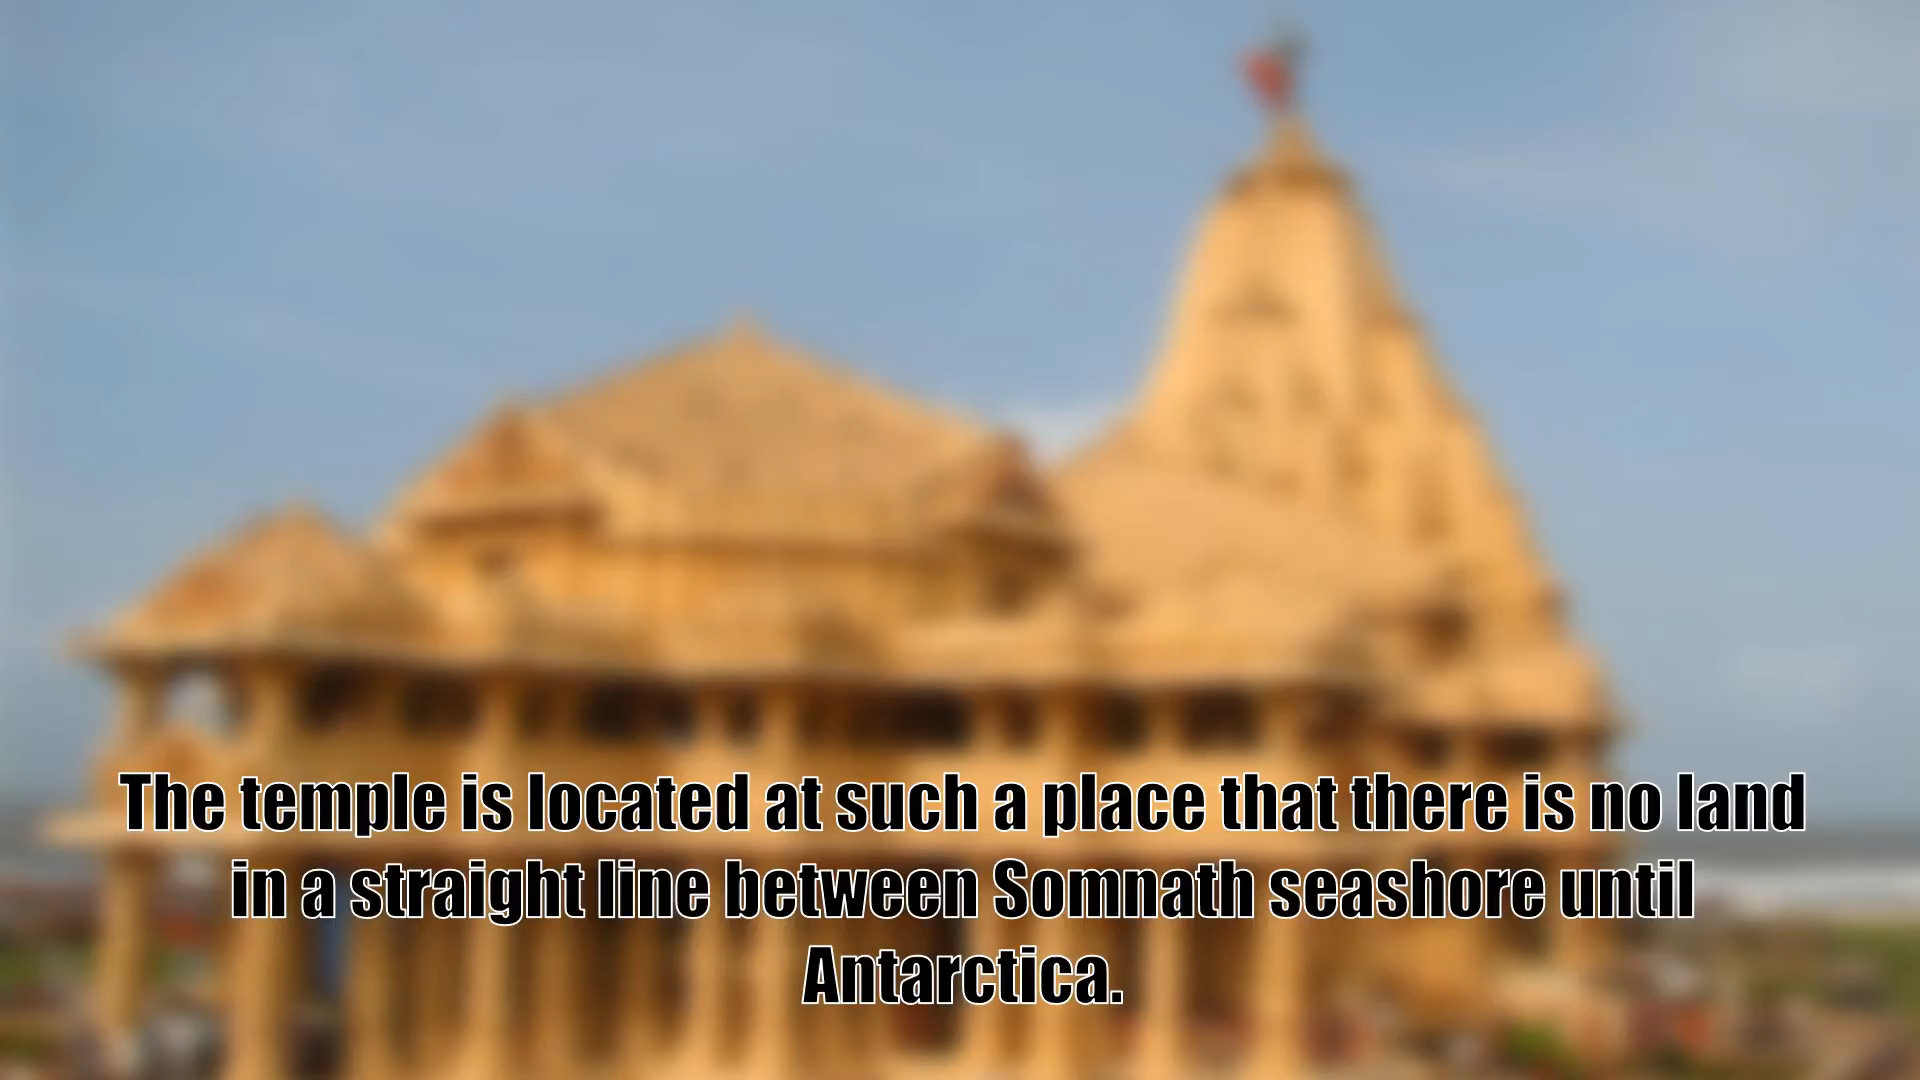 The temple is located at such a place that there is no land
in a straight line between Somnath seashore until
Antarctica.